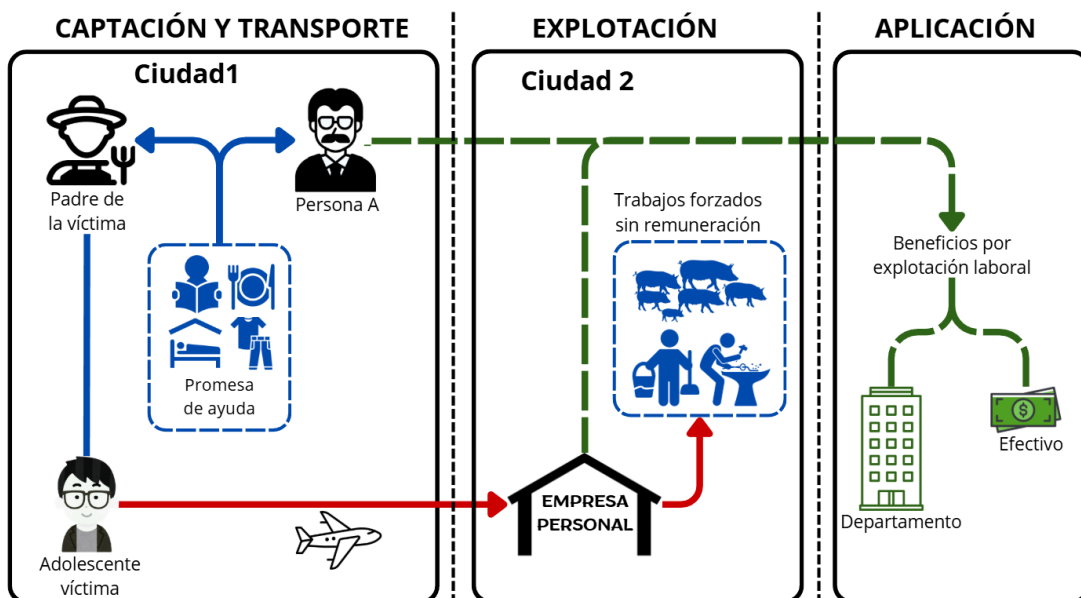 CAPTACIÓN Y TRANSPORTE
EXPLOTACIÓN
APLICACIÓN
Ciudad1
Padre de
la víctima
Persona A
Promesa
de ayuda
Adolescente
víctima
Ciudad 2
Trabajos forzados
sin remuneración
EMPRESA
PERSONAL
Beneficios por
explotación laboral
Departamento
$
Efectivo